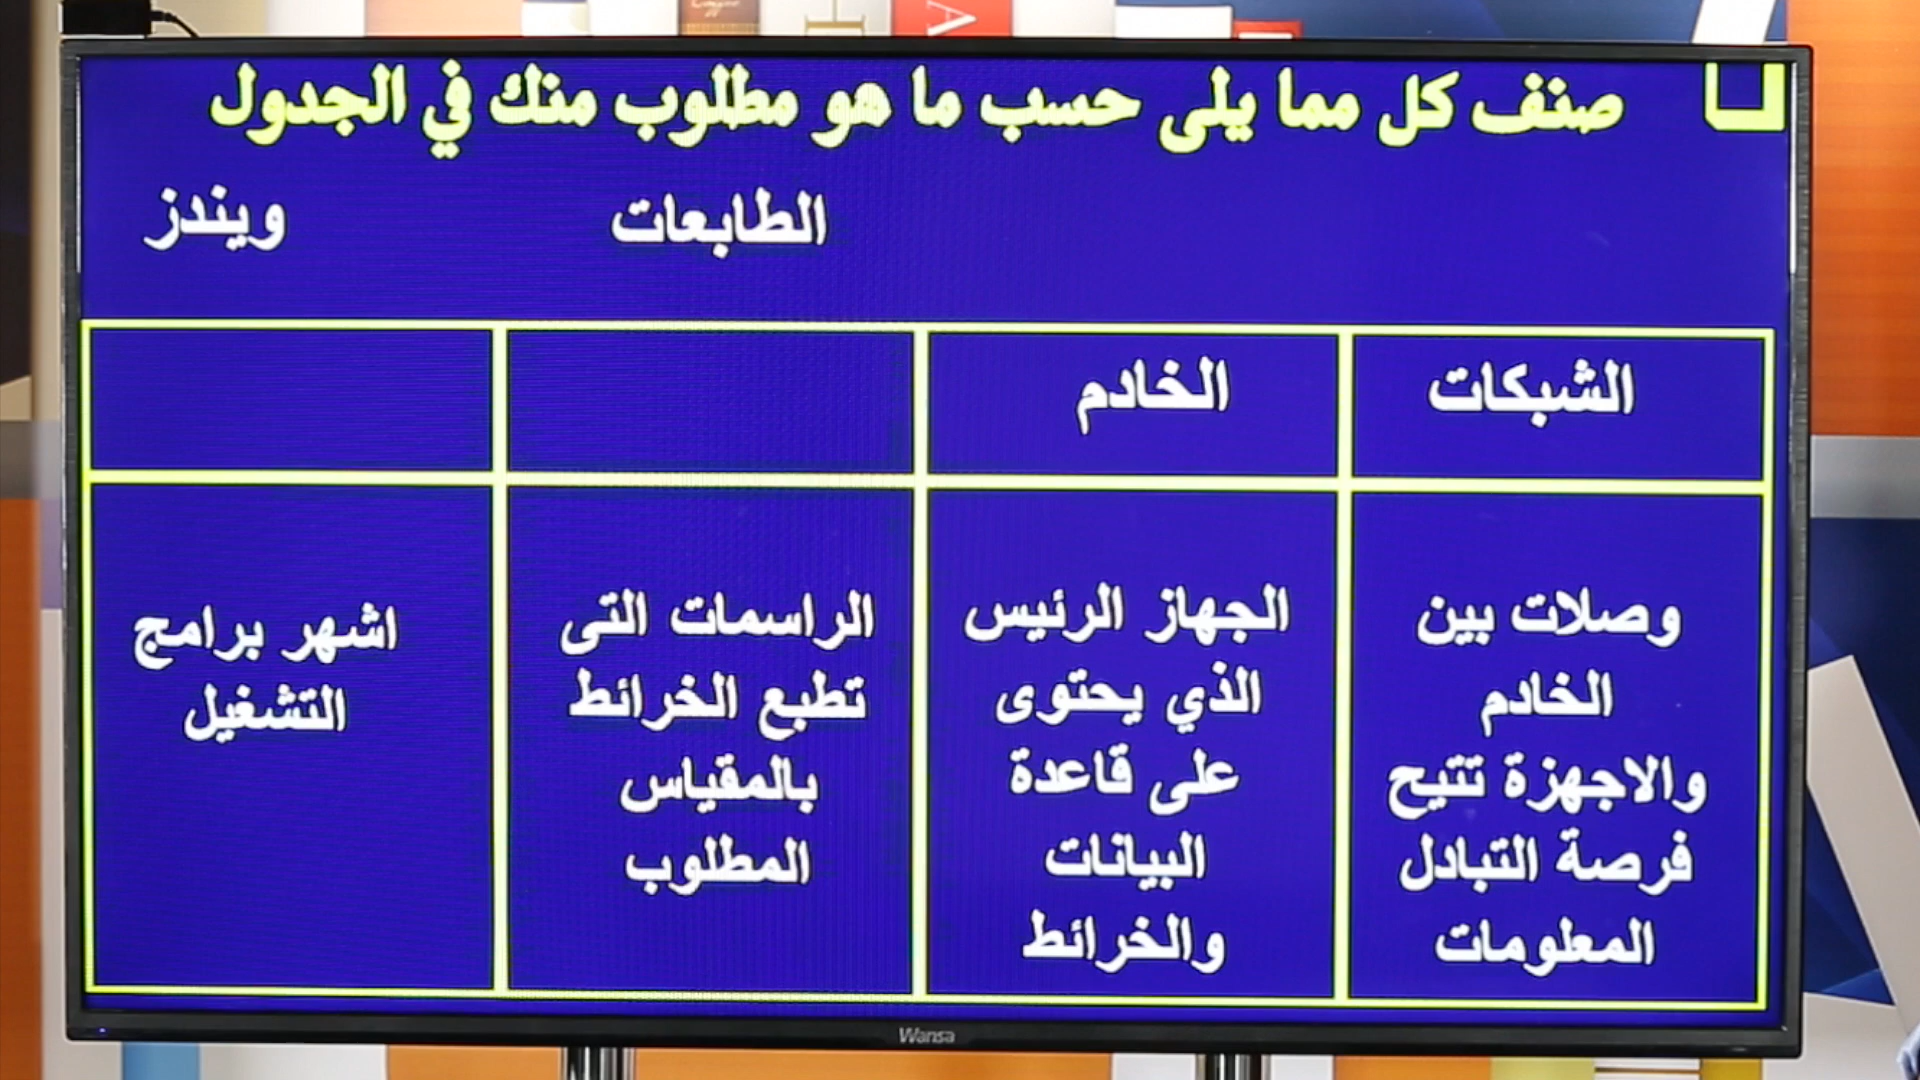 صنف كل مما يلى حسب ما هو مطلوب منك في الجدول
الطابعات
ويندز
الشبكات
الخادم
وصلات بين
الخادم
والاجهزة تتيح
فرصة التبادل
المعلومات
الجهاز الرئيس
الذي يحتوى
على قاعدة
البيانات
والخرائط
الراسمات التى
تطبع الخرائط
بالمقياس
المطلوب
اشهر برامج
التشغيل
Wansa